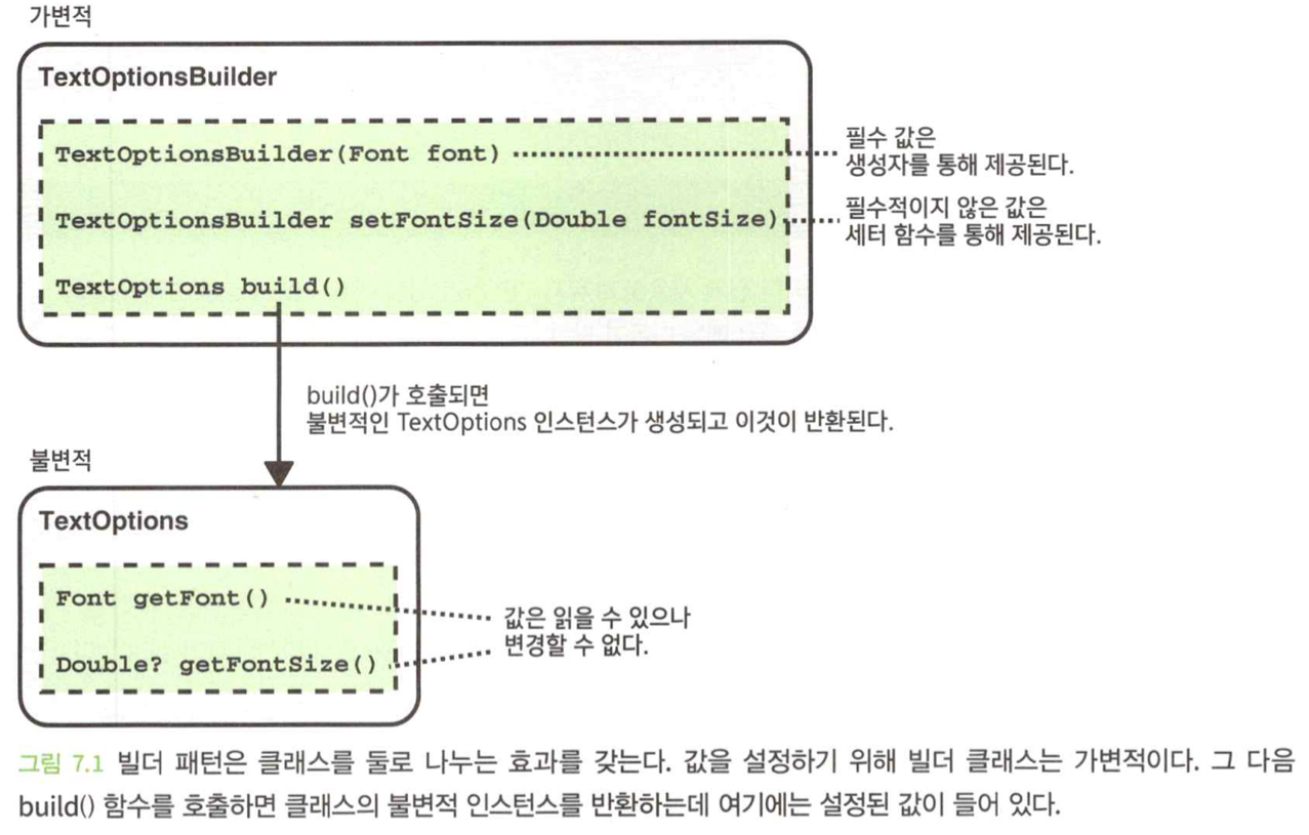 가변적
TextOptionsBuilder
TextOptionsBuilder(Font font)
필수 값은
생성자를 통해 제공된다.
TextOptionsBuilder setFontSize(Double fontSize)
필수적이지 않은 값은
세터 함수를 통해 제공된다.
TextOptions build()
build()가 호출되면
불변적인 TextOptions 인스턴스가 생성되고 이것이 반환된다.
불변적
TextOptions
Font getFont()
Double? getFontSize()
값은 읽을 수 있으나
변경할 수 없다.
그림 7.1 빌더 패턴은 클래스를 둘로 나누는 효과를 갖는다. 값을 설정하기 위해 빌더 클래스는 가변적이다. 그 다음
build() 함수를 호출하면 클래스의 불변적 인스턴스를 반환하는데 여기에는 설정된 값이 들어 있다.